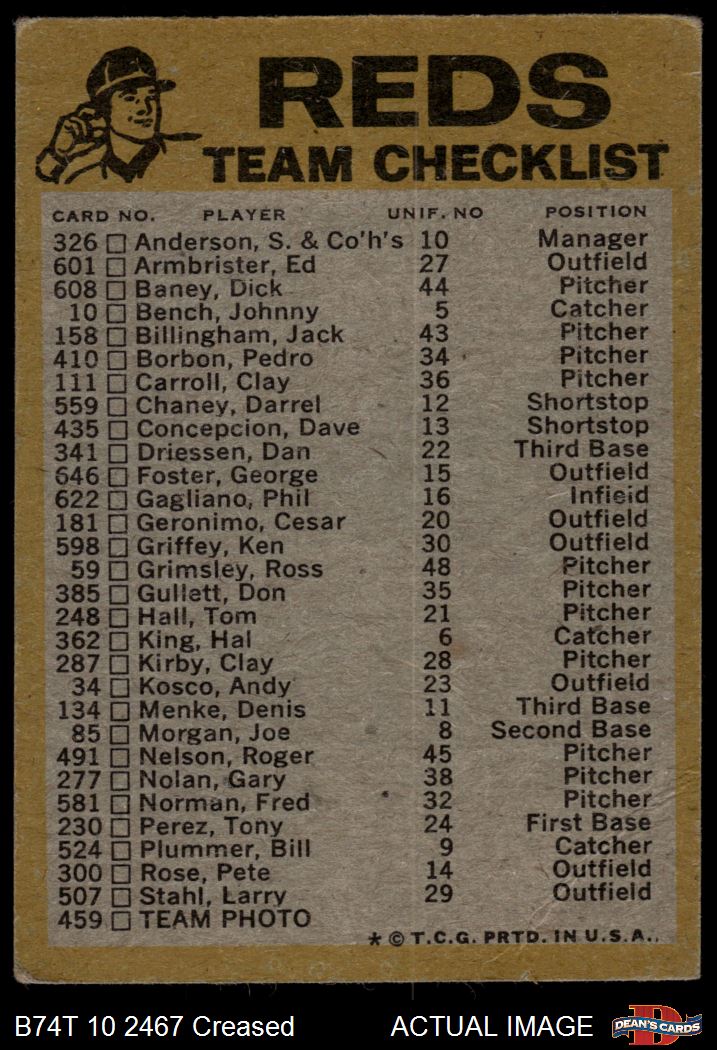 REDS
TEAM CHECKLIST
CARD NO. PLAYER UNIF. NO POSITION
326 Anderson, S. & Co'h's 10 Manager
601 Armbrister, Ed 27 Outfield
608 Baney, Dick 44 Pitcher
10 Bench, Johnny 5 Catcher
158 Billingham, Jack 43 Pitcher
410 Borbon, Pedro 34 Pitcher
111 Carroll, Clay 36 Pitcher
559 Chaney, Darrel 12 Shortstop
435 Concepcion, Dave 13 Shortstop
341 Driessen, Dan 22 Third Base
646 Foster, George 15 Outfield
622 Gagliano, Phil 16 Infield
181 Geronimo, Cesar 20 Outfield
598 Griffey, Ken 30 Outfield
59 Grimsley, Ross 48 Pitcher
385 Gullett, Don 35 Pitcher
248 Hall, Tom 21 Pitcher
362 King, Hal 6 Catcher
287 Kirby, Clay 28 Pitcher
34 Kosco, Andy 23 Outfield
134 Menke, Denis 11 Third Base
85 Morgan, Joe 8 Second Base
491 Nelson, Roger 45 Pitcher
277 Nolan, Gary 38 Pitcher
581 Norman, Fred 32 Pitcher
230 Perez, Tony 24 First Base
524 Plummer, Bill 9 Catcher
300 Rose, Pete 14 Outfield
507 Stahl, Larry 29 Outfield
459 TEAM PHOTO
* © T.C.G. PRTD. IN U.S.A.
B74T 10 2467 Creased ACTUAL IMAGE DEAN'S CARDS